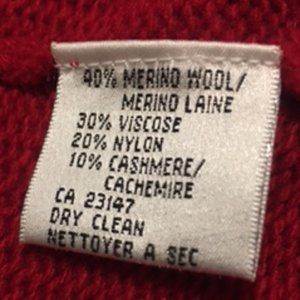 40% MERINO WOOL/
MERINO LAINE
30% VISCOSE
20% NYLON
10% CASHMERE/
CACHEMIRE
CA 23147
DRY CLEAN
NETTOYER A SEC